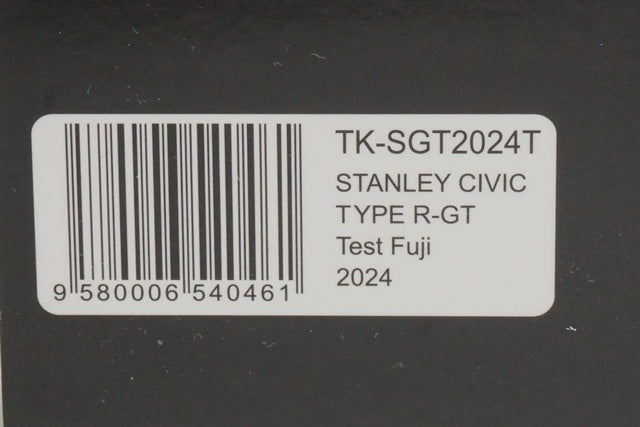 TK-SGT2024T
STANLEY CIVIC
TYPE R-GT
Test Fuji
2024
9 580006 540461